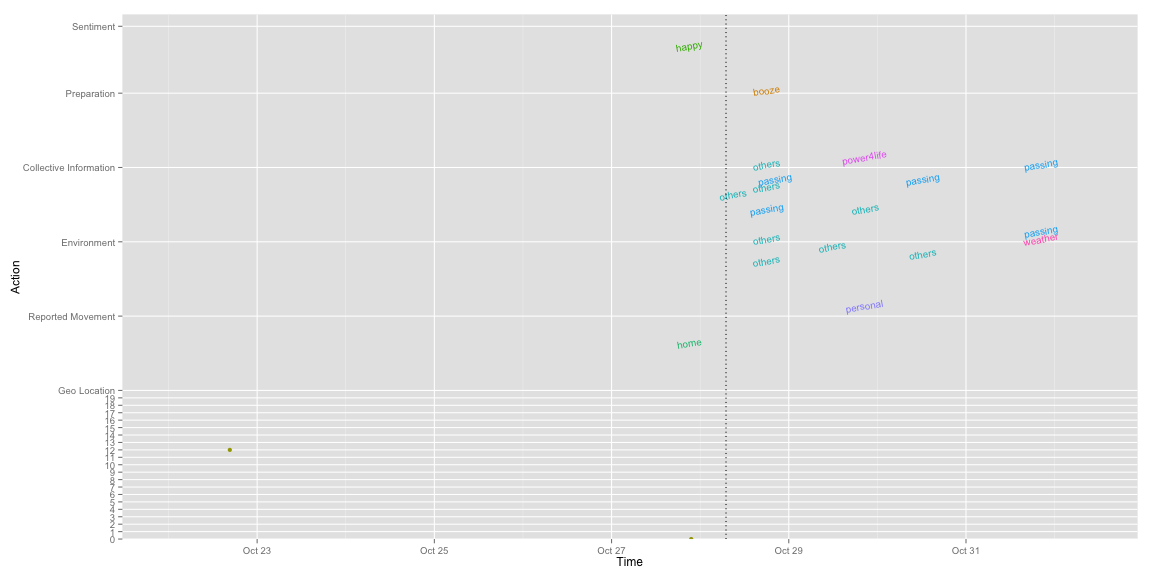 Sentiment
happy
Preparation
booze
power4life
Collective Information
others
passing
passing
passing
others
others
passing
others
passing
Environment
others
weather
others
others
others
personal
Reported Movement
home
Action
Geo Location
19
18
17
16
15
14
13
12
11
10
9
8
7
6
5
4
3
2
1
0
Oct 23
Oct 25
Oct 27
Oct 29
Oct 31
Time